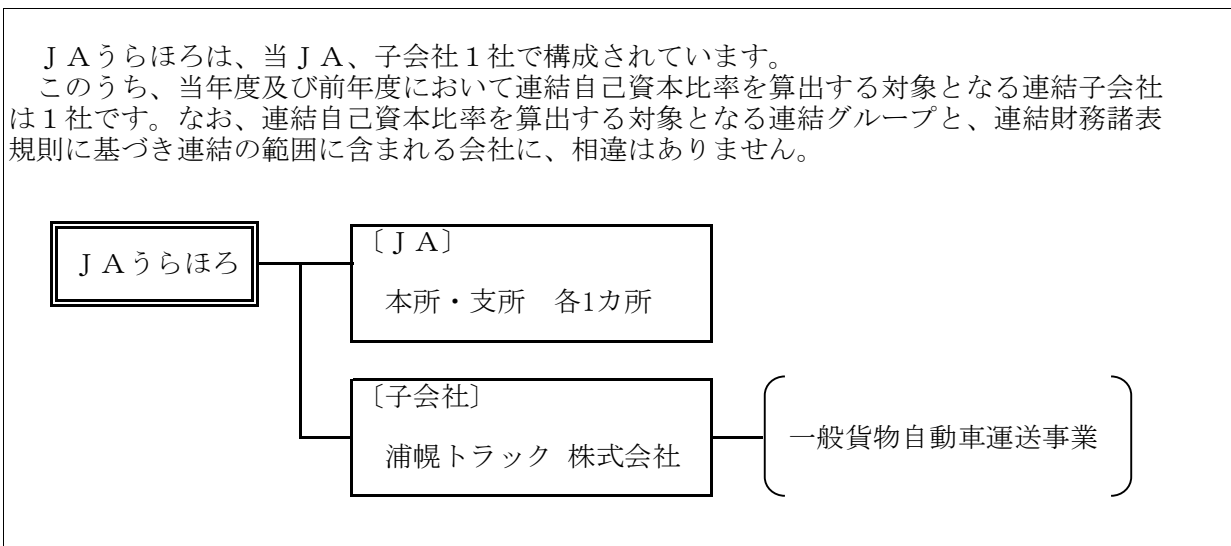 ＪＡうらほろは、当ＪＡ、子会社１社で構成されています。
　このうち、当年度及び前年度において連結自己資本比率を算出する対象となる連結子会社
は１社です。なお、連結自己資本比率を算出する対象となる連結グループと、連結財務諸表
規則に基づき連結の範囲に含まれる会社に、相違はありません。
ＪＡうらほろ
〔ＪＡ〕
本所・支所　各1カ所
〔子会社〕
浦幌トラック 株式会社
一般貨物自動車運送事業